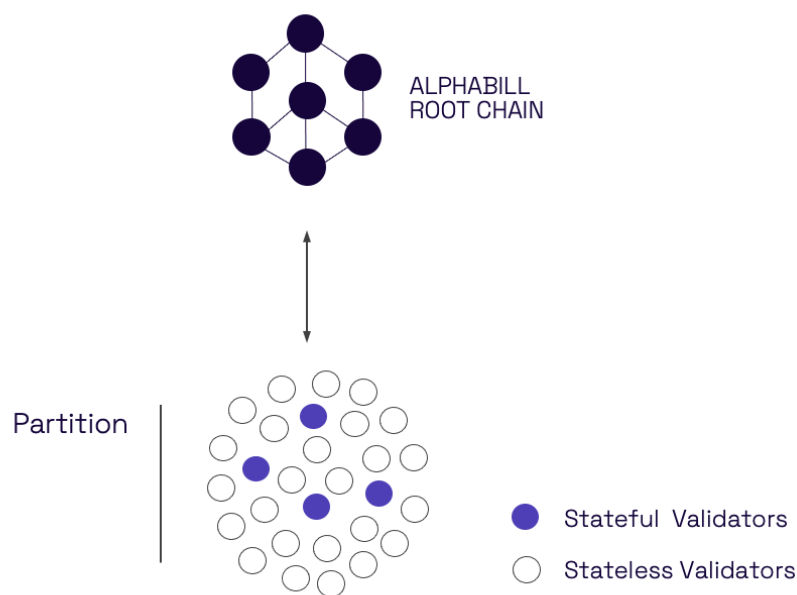 ALPHABILL
ROOT CHAIN
Partition
Stateful Validators
Stateless Validators